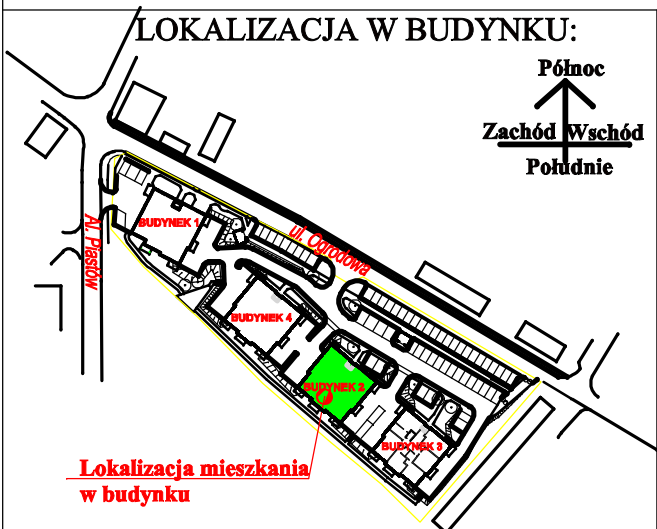 LOKALIZACJA W BUDYNKU:
Północ
Zachód Wschód
Południe
BUDYNEK 1
ul. Ogrodowa
Al. Piastów
BUDYNEK 4
BUDYNEK 2
BUDYNEK 3
Lokalizacja mieszkania
w budynku